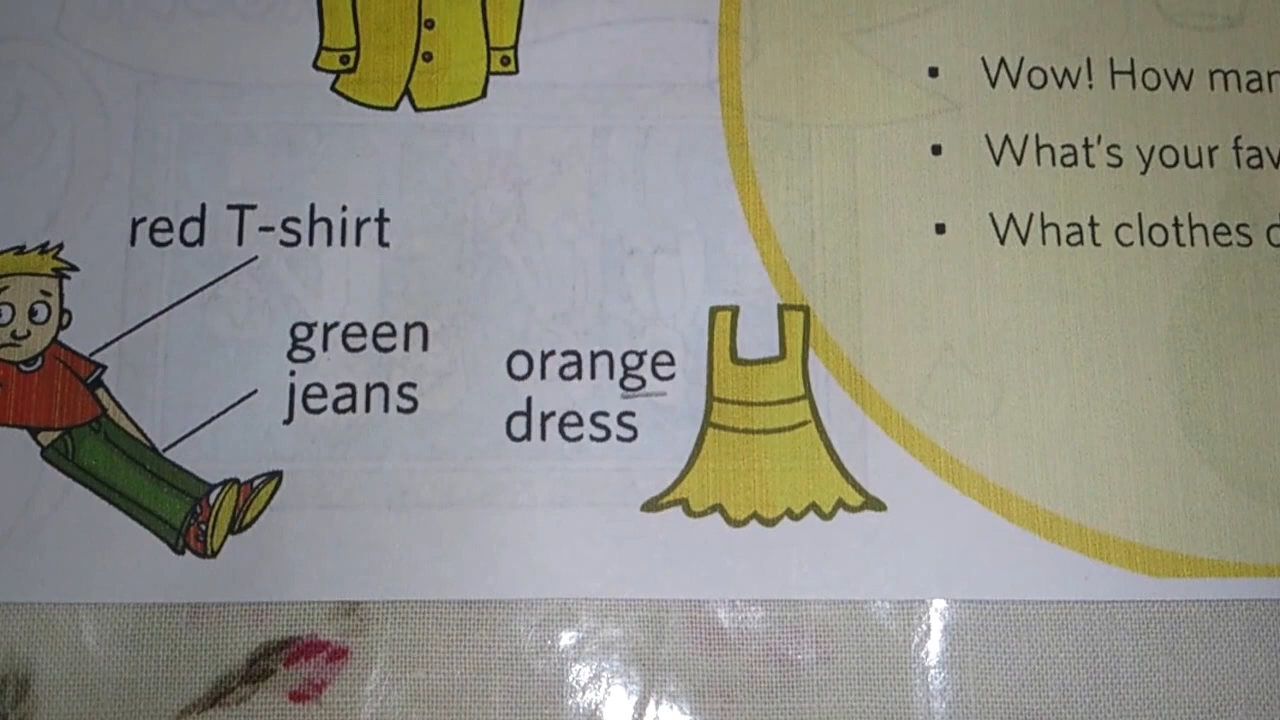 red T-shirt
green
jeans
orange
dress
▪ Wow! How
▪ What's your
▪ What clothes